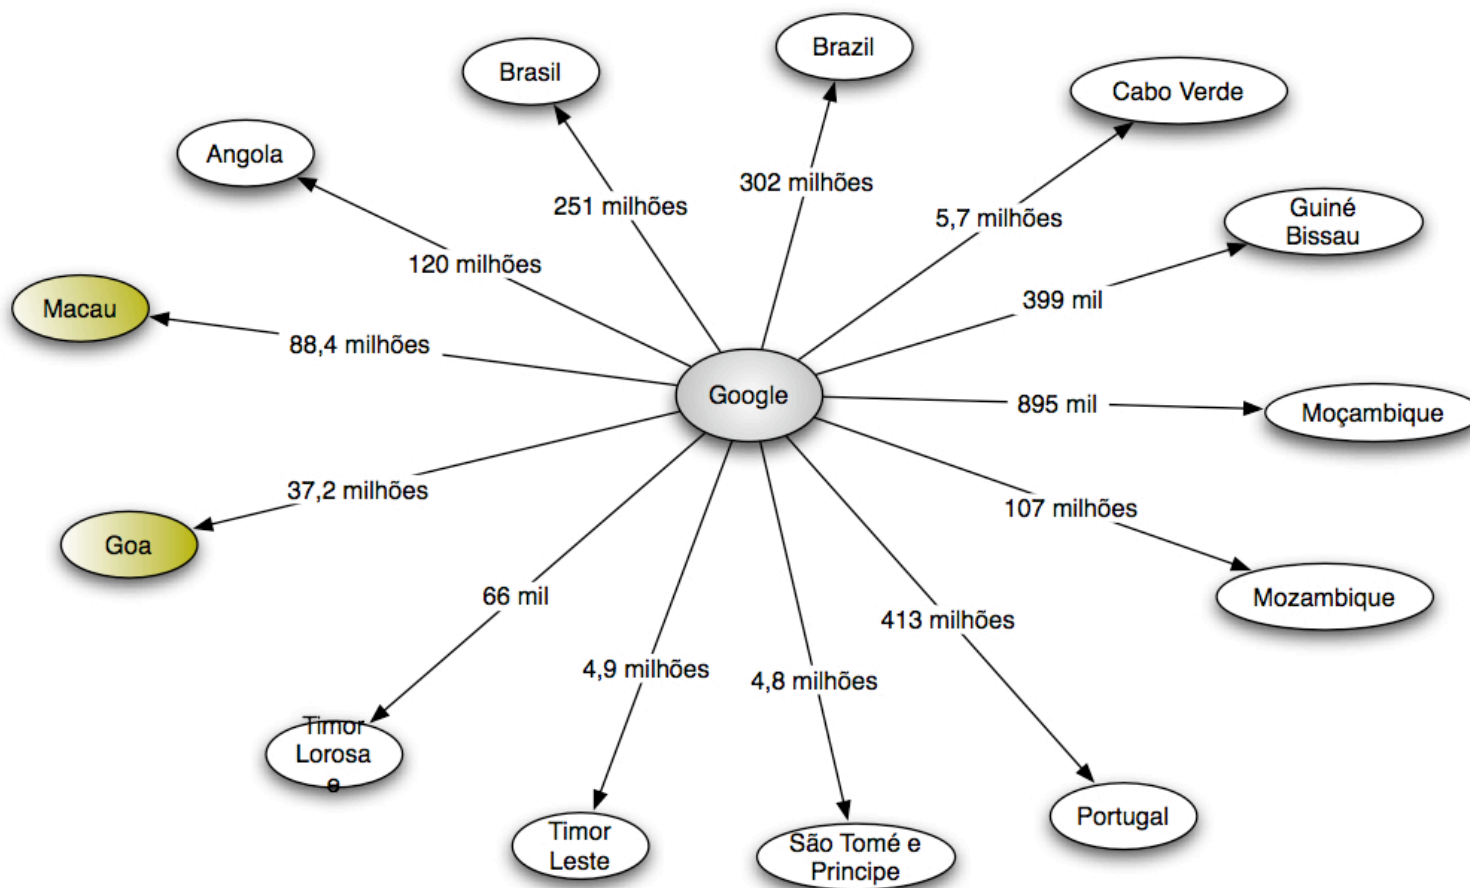 Brazil
Brasil
Cabo Verde
Angola
302 milhões
251 milhões
5,7 milhões
Guiné
Bissau
120 milhões
Macau
399 mil
88,4 milhões
Google
895 mil
Moçambique
37,2 milhões
107 milhões
Goa
66 mil
Mozambique
413 milhões
4,9 milhões
4,8 milhões
Timor
Lorosa
e
Portugal
Timor
Leste
São Tomé e
Principe